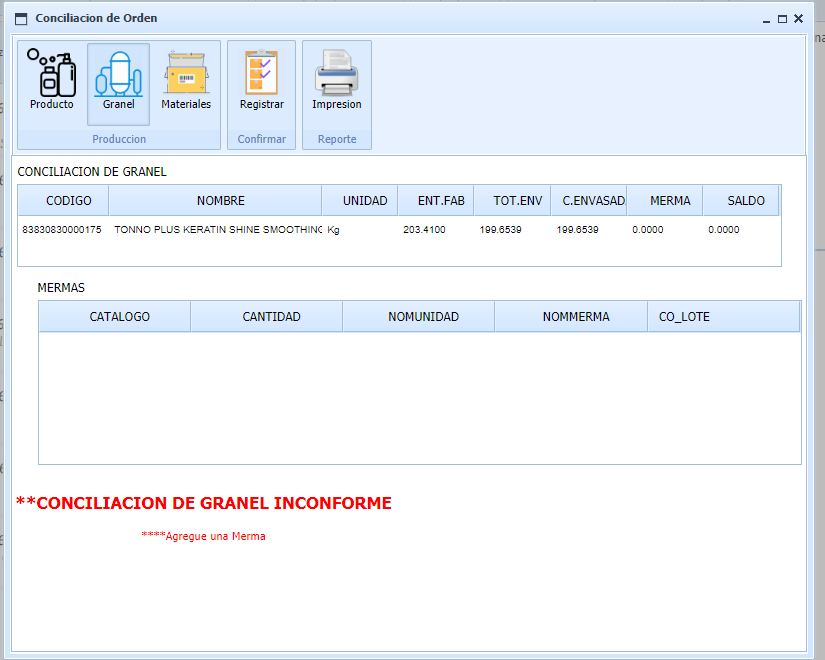 Conciliacion de Orden
Producto Granel Materiales Registrar Impresion
Produccion Confirmar Reporte
CONCILIACION DE GRANEL
CODIGO NOMBRE UNIDAD ENT.FAB TOT.ENV C.ENVASAD MERMA SALDO
83830830000175 TONNO PLUS KERATIN SHINE SMOOTHING Kg 203.4100 199.6539 199.6539 0.0000 0.0000
MERMAS
CATALOGO CANTIDAD NOMUNIDAD NOMMERMA CO_LOTE
**CONCILIACION DE GRANEL INCONFORME
****Agregue una Merma